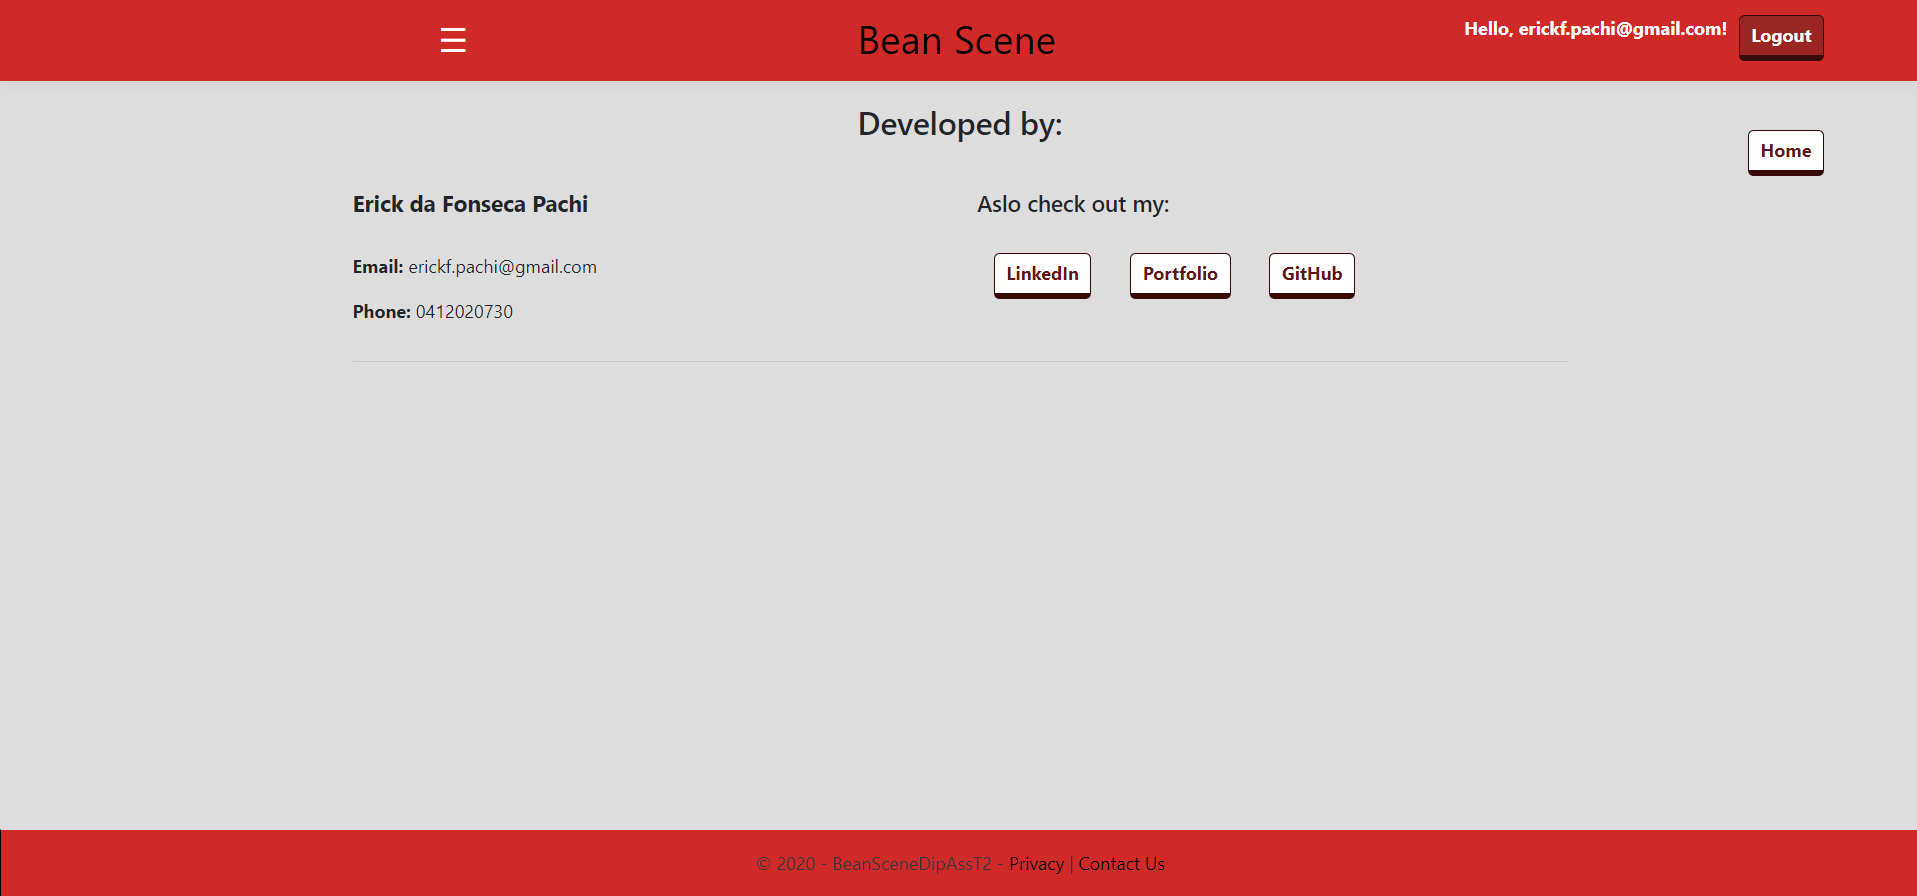 ☰ Bean Scene Hello, erickf.pachi@gmail.com! Logout
Developed by:
Home
Erick da Fonseca Pachi
Email: erickf.pachi@gmail.com
Phone: 0412020730
Aslo check out my:
LinkedIn Portfolio GitHub
© 2020 - BeanSceneDipAssT2 - Privacy | Contact Us